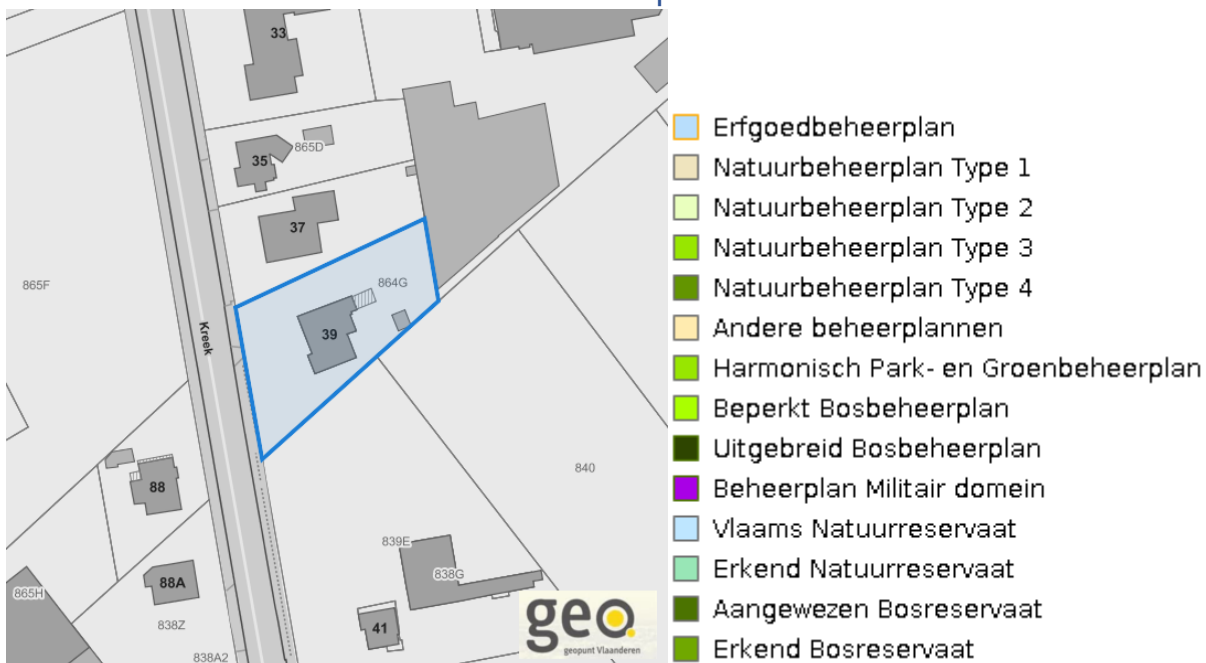 33
35
865D
37
865F
864G
39
Kreek
840
88
839E
838G
88A
865H
838Z
41
838A2
geo
geopunt Vlaanderen
Erfgoedbeheerplan
Natuurbeheerplan Type 1
Natuurbeheerplan Type 2
Natuurbeheerplan Type 3
Natuurbeheerplan Type 4
Andere beheerplannen
Harmonisch Park- en Groenbeheerplan
Beperkt Bosbeheerplan
Uitgebreid Bosbeheerplan
Beheerplan Militair domein
Vlaams Natuurreservaat
Erkend Natuurreservaat
Aangewezen Bosreservaat
Erkend Bosreservaat